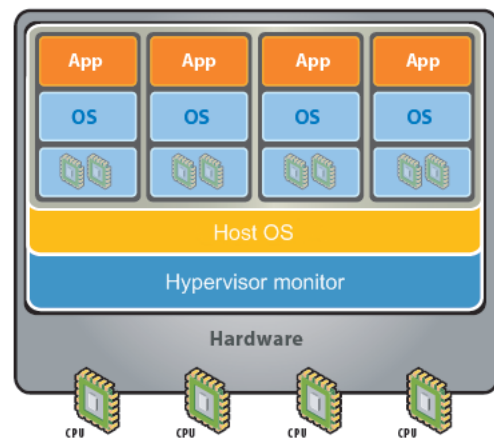 App App App App
OS OS OS OS
Host OS
Hypervisor monitor
Hardware
CPU CPU CPU CPU